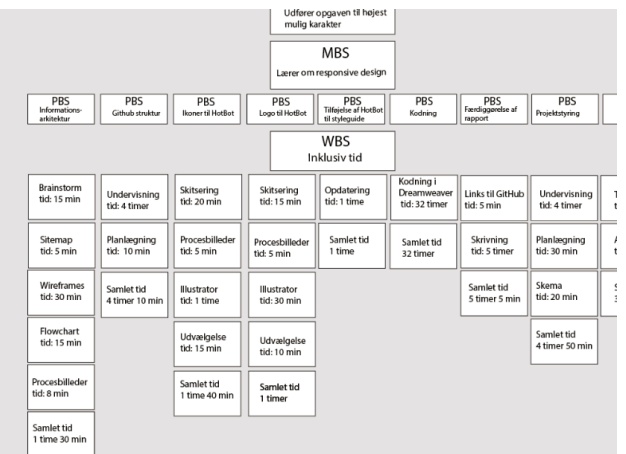 Udfører opgaven til højest
mulig karakter
MBS
Lærer om responsive design
PBS
Informations-
arkitektur
PBS
Github struktur
PBS
Ikoner til HotBot
PBS
Logo til HotBot
PBS
Tilføjelse af HotBot
til styleguide
PBS
Kodning
PBS
Færdiggørelse af
rapport
PBS
Projektstyring
WBS
Inklusiv tid
Brainstorm
tid: 15 min
Sitemap
tid: 5 min
Wireframes
tid: 30 min
Flowchart
tid: 15 min
Procesbilleder
tid: 8 min
Samlet tid
1 time 30 min
Undervisning
tid: 4 timer
Planlægning
tid: 10 min
Samlet tid
4 timer 10 min
Skitsering
tid: 20 min
Procesbilleder
tid: 5 min
Illustrator
tid: 1 time
Udvælgelse
tid: 15 min
Samlet tid
1 time 40 min
Skitsering
tid: 15 min
Procesbilleder
tid: 5 min
Illustrator
tid: 30 min
Udvælgelse
tid: 10 min
Samlet tid
1 timer
Opdatering
tid: 1 time
Samlet tid
1 time
Kodning i
Dreamweaver
tid: 32 timer
Samlet tid
32 timer
Links til GitHub
tid: 5 min
Skrivning
tid: 5 timer
Samlet tid
5 timer 5 min
Undervisning
tid: 4 timer
Planlægning
tid: 30 min
Skema
tid: 20 min
Samlet tid
4 timer 50 min